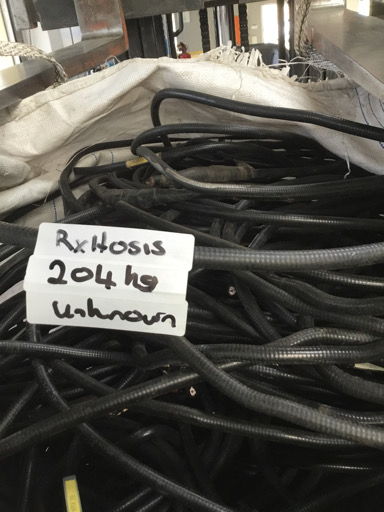 RxHosis
204 kg
unknown